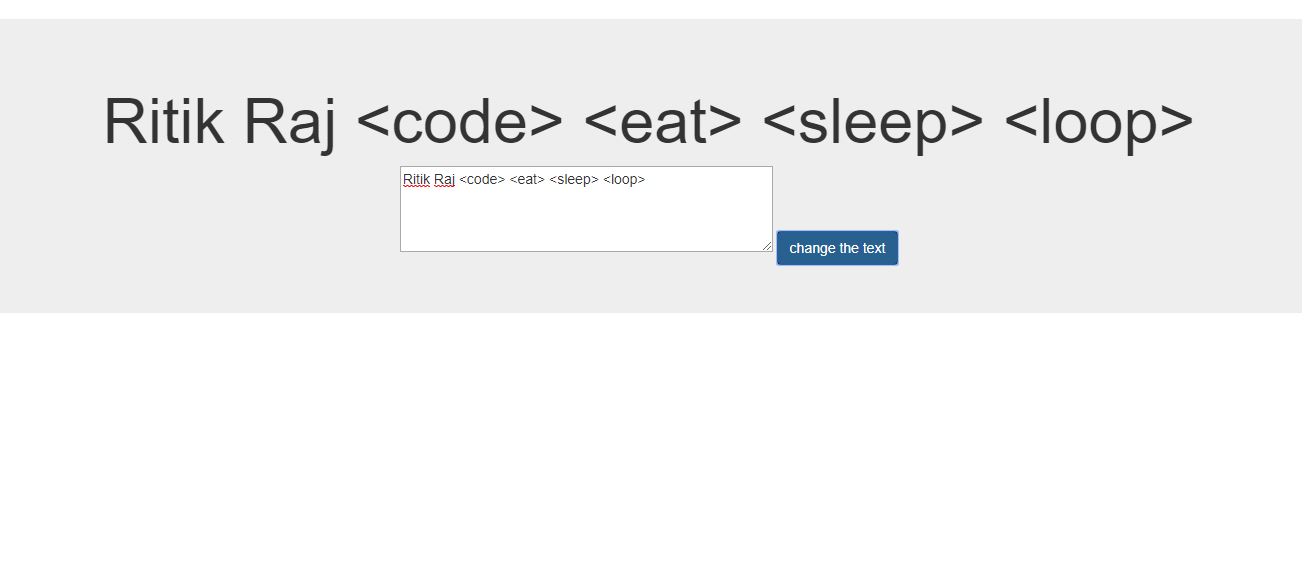 Ritik Raj <code> <eat> <sleep> <loop>
Ritik Raj <code> <eat> <sleep> <loop>
change the text